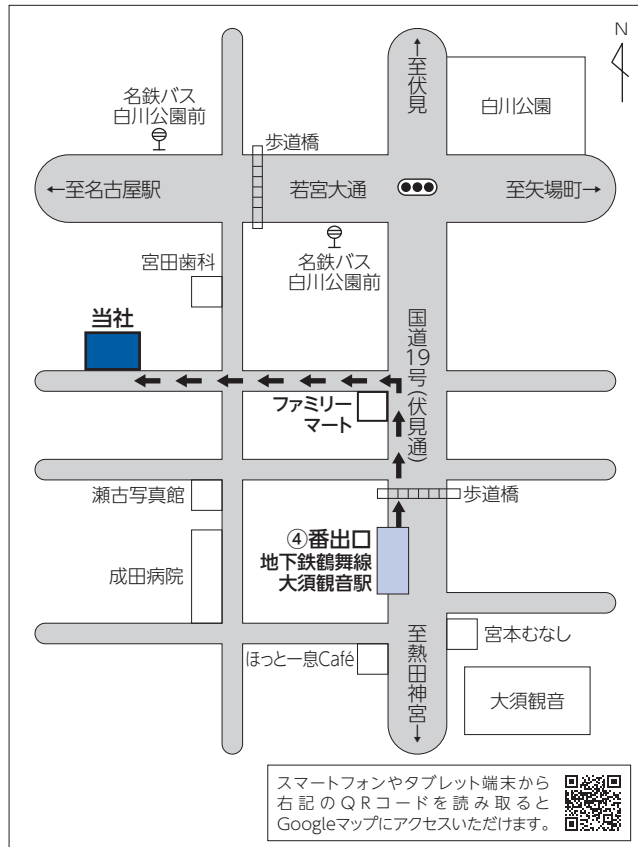 N
↑至伏見
白川公園
名鉄バス
白川公園前
歩道橋
←至名古屋駅
若宮大通
至矢場町→
宮田歯科
名鉄バス
白川公園前
当社
国道19号(伏見通)
ファミリー
マート
瀬古写真館
歩道橋
④番出口
地下鉄鶴舞線
大須観音駅
成田病院
宮本むなし
ほっと一息Café
至熱田神宮→
大須観音
スマートフォンやタブレット端末から
右記のQRコードを読み取ると
Googleマップにアクセスいただけます。